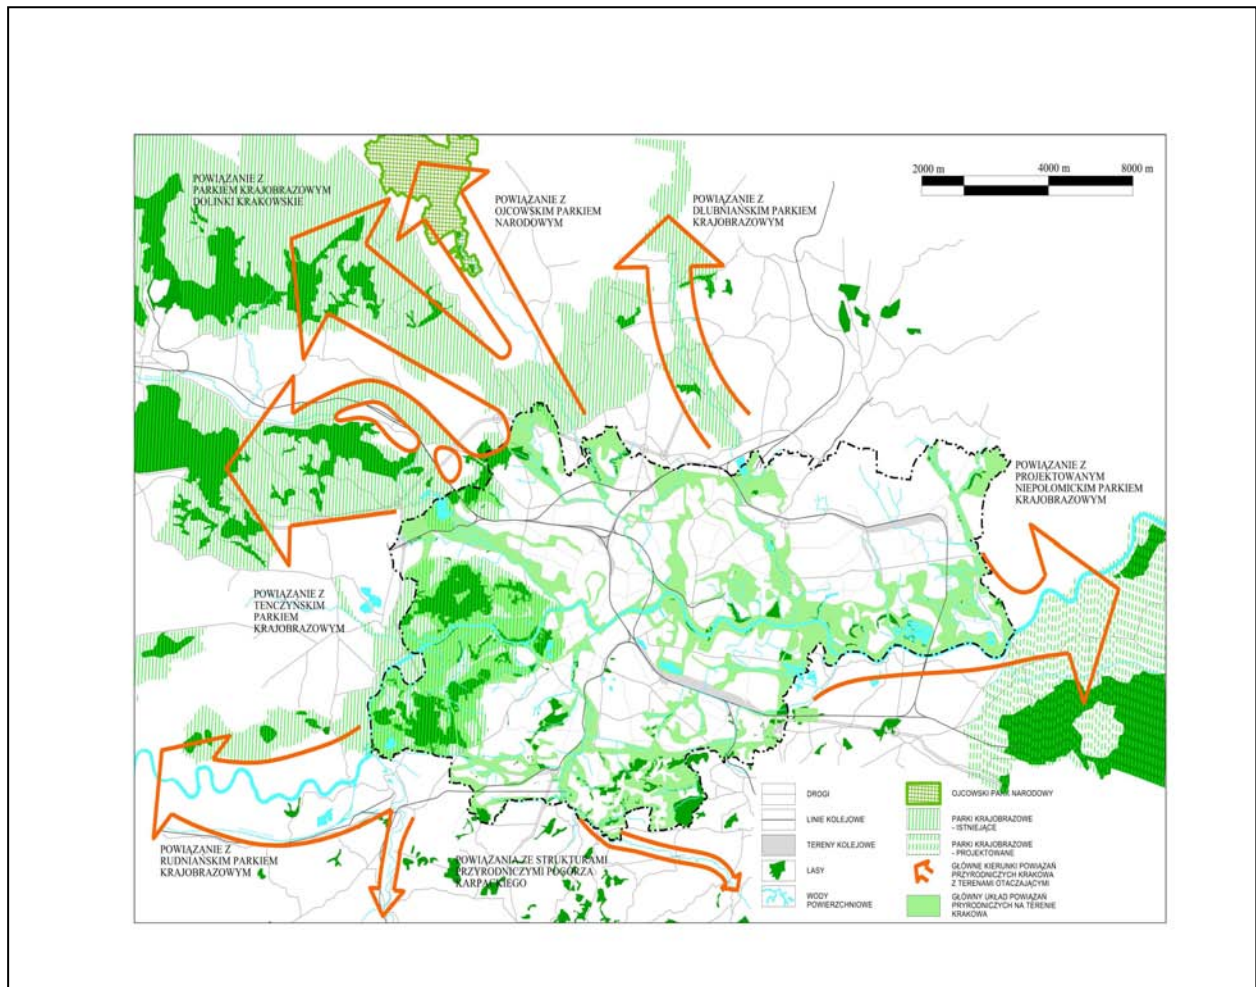 POWIĄZANIE Z
PARKIEM KRAJOBRAZOWYM
DOLINKI KRAKOWSKIE
POWIĄZANIE Z
OJCOWSKIM PARKIEM
NARODOWYM
POWIĄZANIE Z
DŁUBNIAŃSKIM PARKIEM
KRAJOBRAZOWYM
2000 m
4000 m
8000 m
POWIĄZANIE Z
PROJEKTOWANYM
NIEPOŁOMICKIM PARKIEM
KRAJOBRAZOWYM
POWIĄZANIE Z
TENCZYŃSKIM
PARKIEM
KRAJOBRAZOWYM
POWIĄZANIE Z
RUDNIAŃSKIM PARKIEM
KRAJOBRAZOWYM
POWIĄZANIA ZE STRUKTURAMI
PRZYRODNICZYMI POGÓRZA
KARPACKIEGO
DROGI
LINIE KOLEJOWE
TERENY KOLEJOWE
LASY
WODY
POWIERZCHNIOWE
OJCOWSKI PARK NARODOWY
PARKI KRAJOBRAZOWE
- ISTNIEJĄCE
PARKI KRAJOBRAZOWE
- PROJEKTOWANE
GŁÓWNE KIERUNKI POWIĄZAŃ
PRZYRODNICZYCH KRAKOWA
Z TERENAMI OTACZAJĄCYMI
GŁÓWNY UKŁAD POWIĄZAŃ
PRYRODNICZYCH NA TERENIE
KRAKOWA